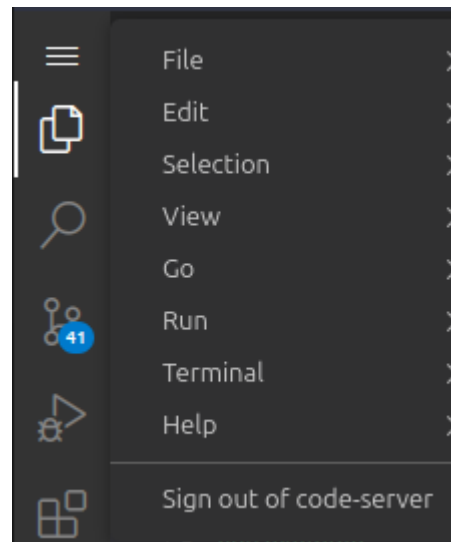 File
Edit
Selection
View
Go
41
Run
Terminal
Help
Sign out of code-server